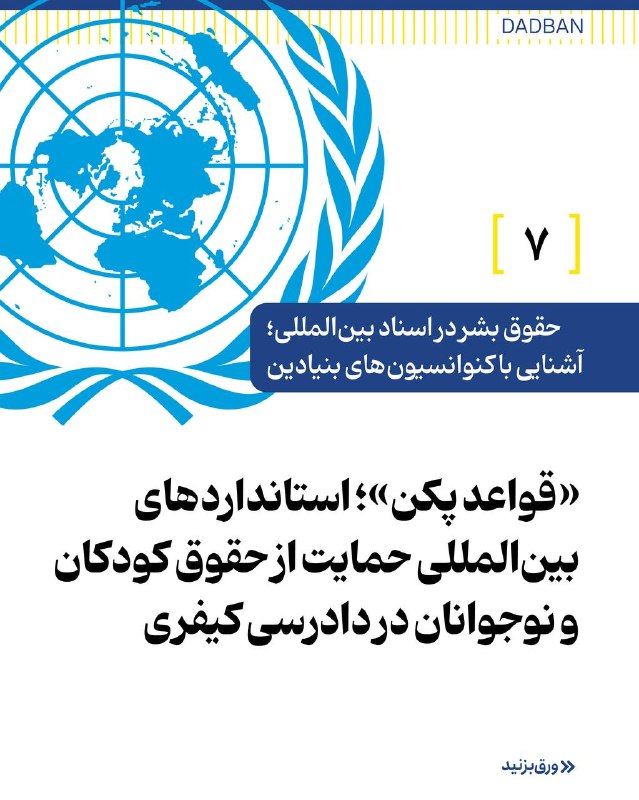 DADBAN
[ ۷ ]
حقوق بشر در اسناد بین‌المللی؛
آشنایی با کنوانسیون‌های بنیادین
«قواعد پکن»؛ استانداردهای
بین‌المللی حمایت از حقوق کودکان
و نوجوانان در دادرسی کیفری
» ورق بزنید